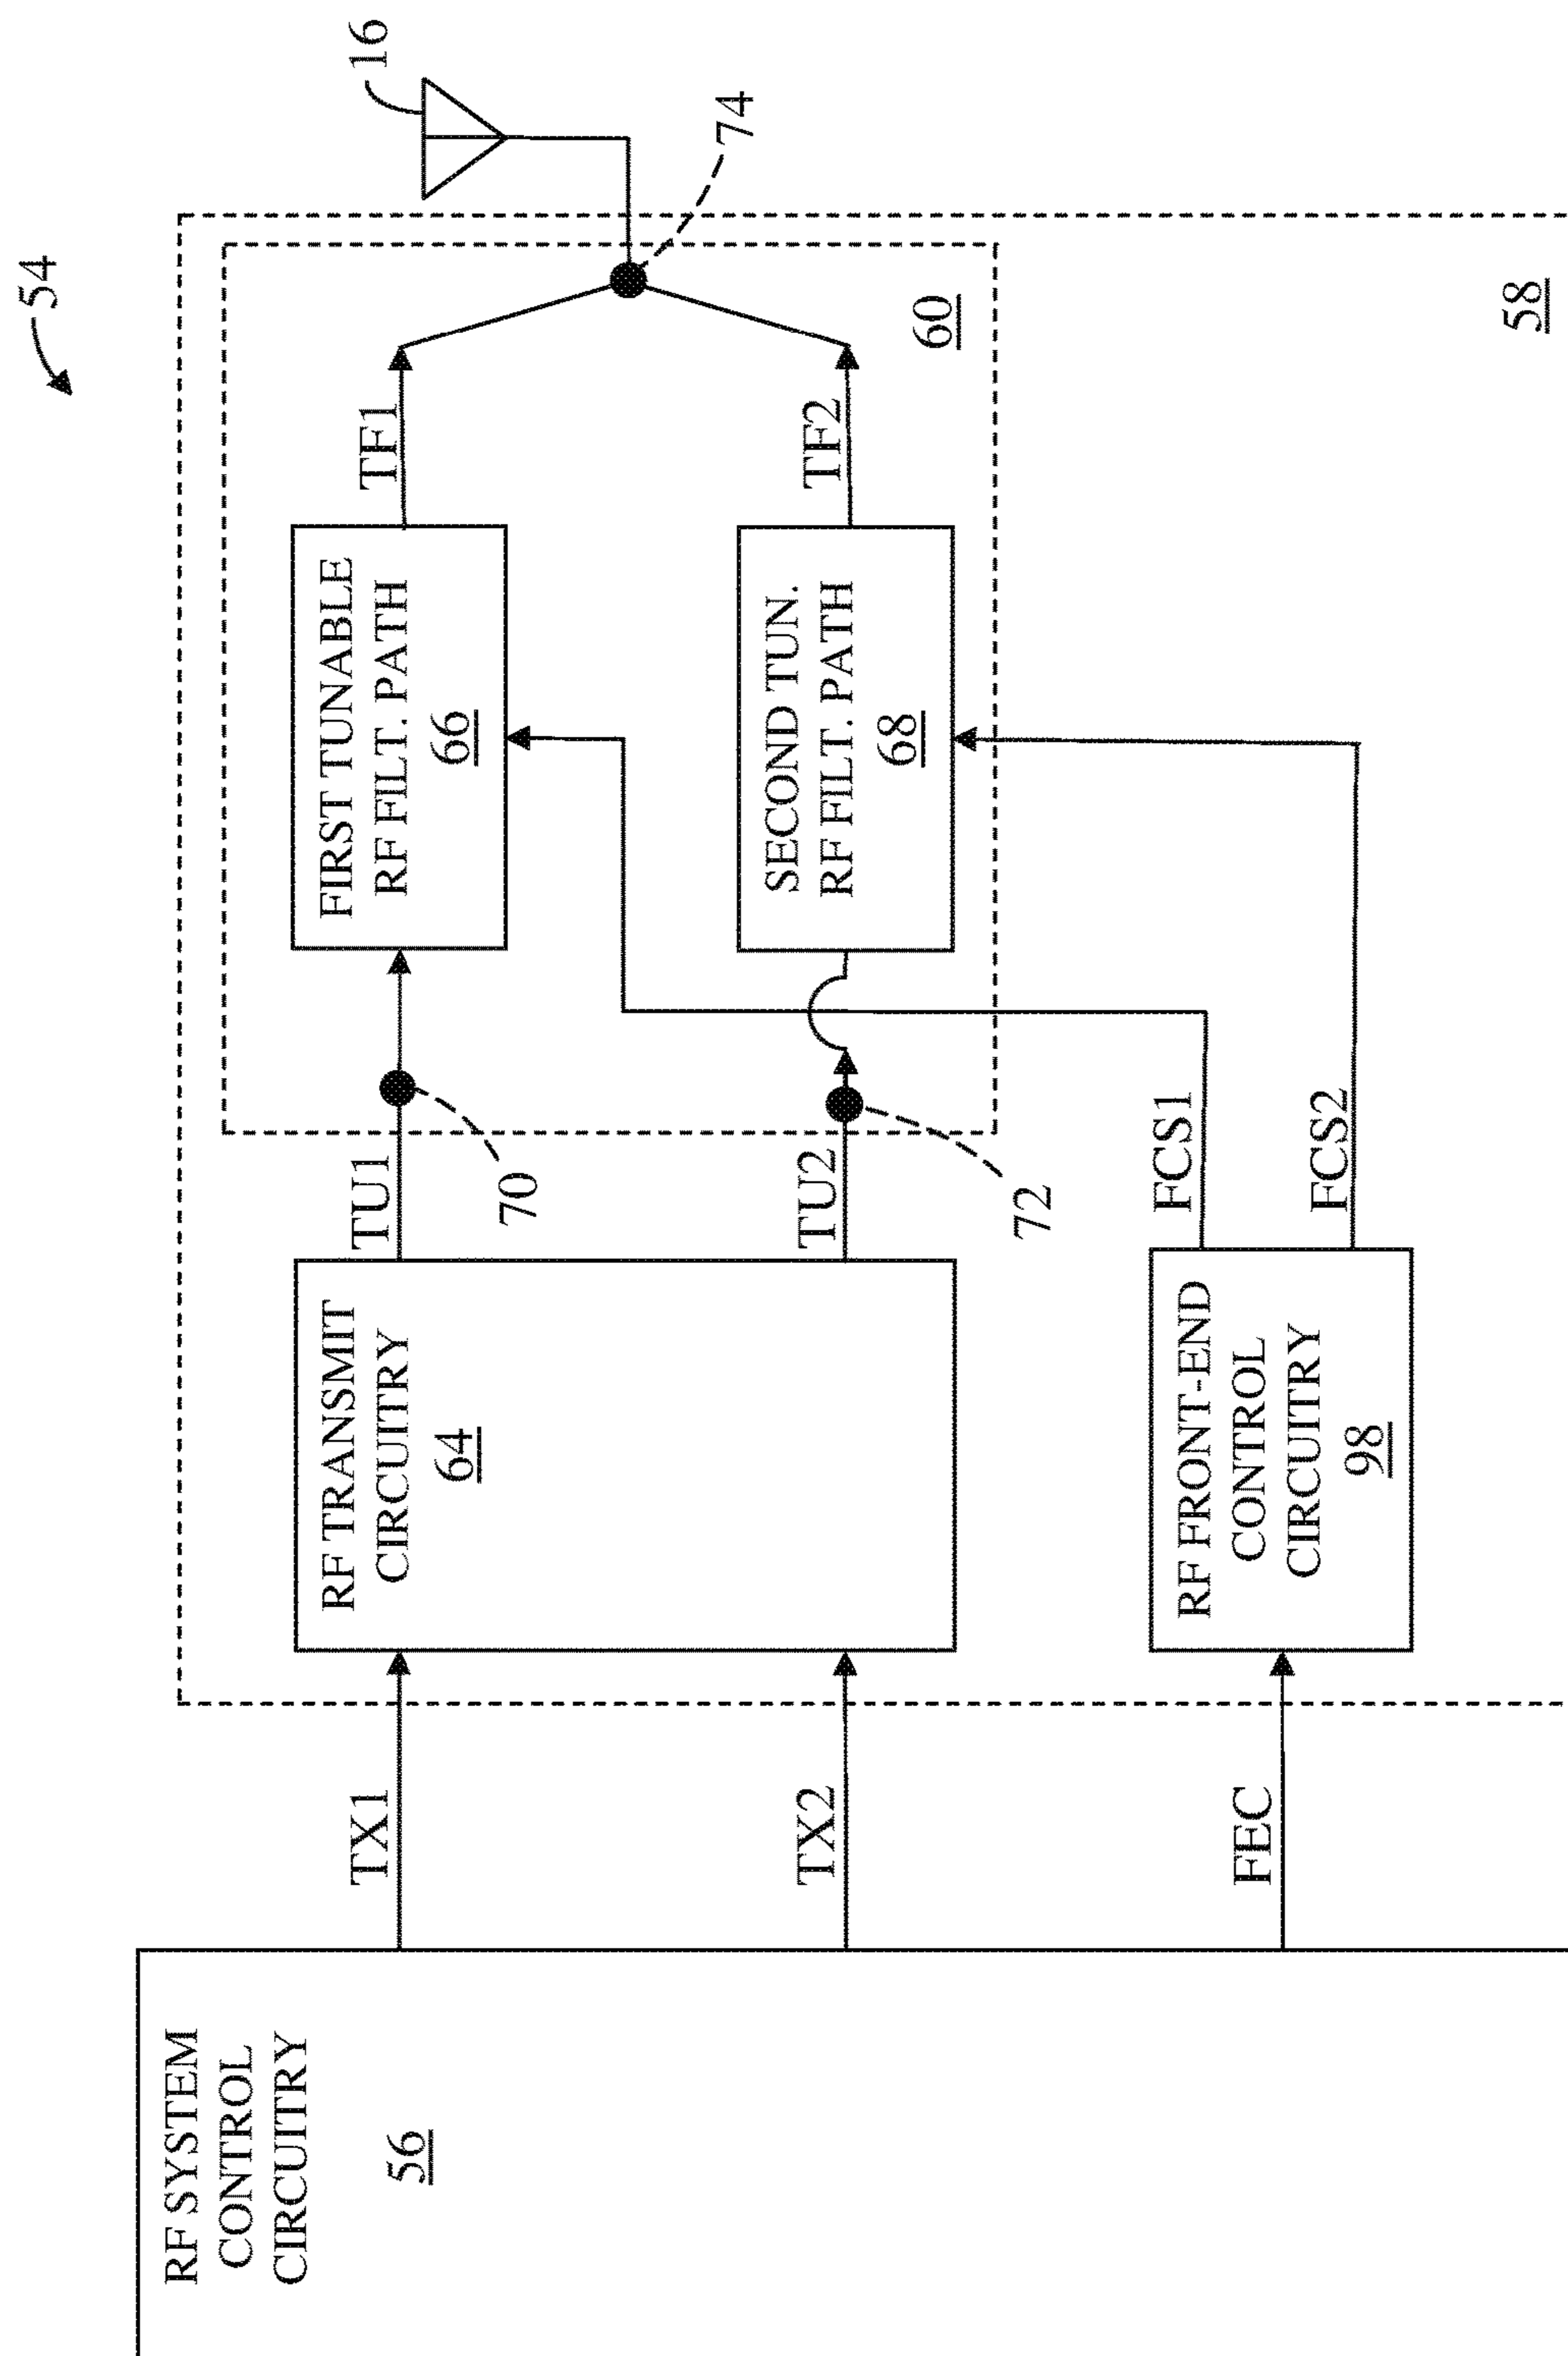 54
RF SYSTEM
CONTROL
CIRCUITRY
56
TX1
TX2
FEC
RF TRANSMIT
CIRCUITRY
64
RF FRONT-END
CONTROL
CIRCUITRY
98
TU1
70
TU2
72
FCS1
FCS2
FIRST TUNABLE
RF FILT. PATH
66
SECOND TUN.
RF FILT. PATH
68
TF1
TF2
60
74
16
58